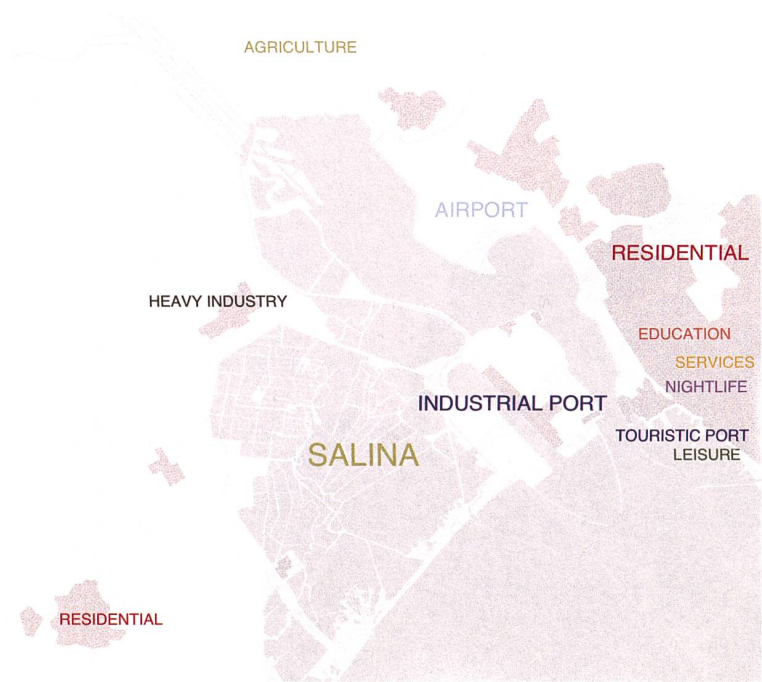 AGRICULTURE
AIRPORT
RESIDENTIAL
HEAVY INDUSTRY
EDUCATION
SERVICES
NIGHTLIFE
INDUSTRIAL PORT
TOURISTIC PORT
LEISURE
SALINA
RESIDENTIAL